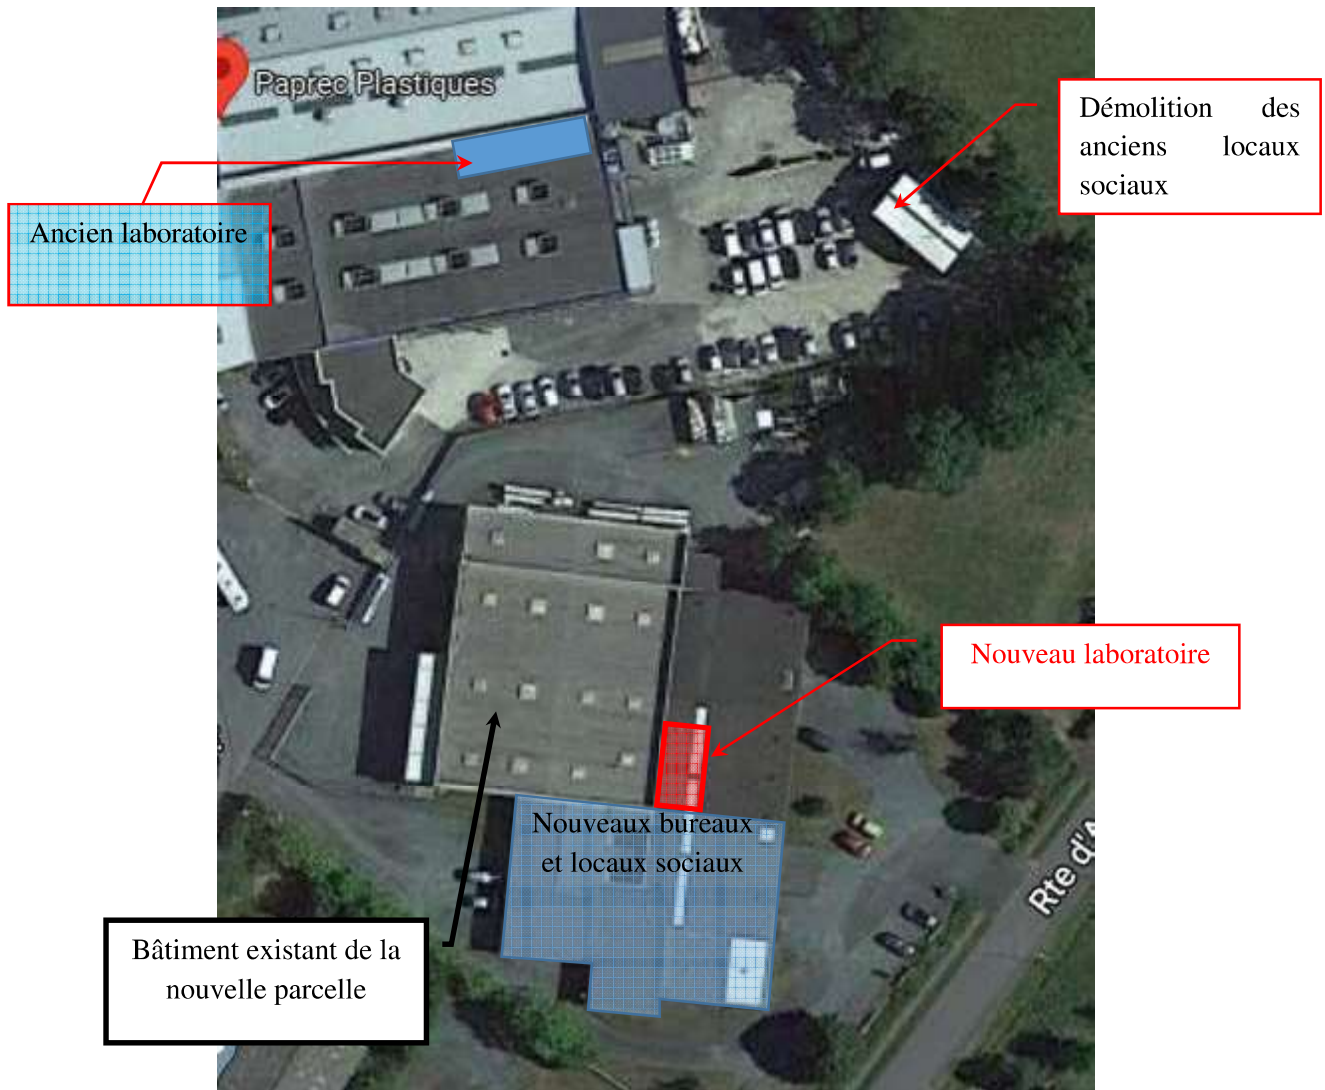 Paprec Plastiques
Démolition des
anciens locaux
sociaux
Ancien laboratoire
Nouveau laboratoire
Nouveaux bureaux
et locaux sociaux
Rte d'A
Bâtiment existant de la
nouvelle parcelle